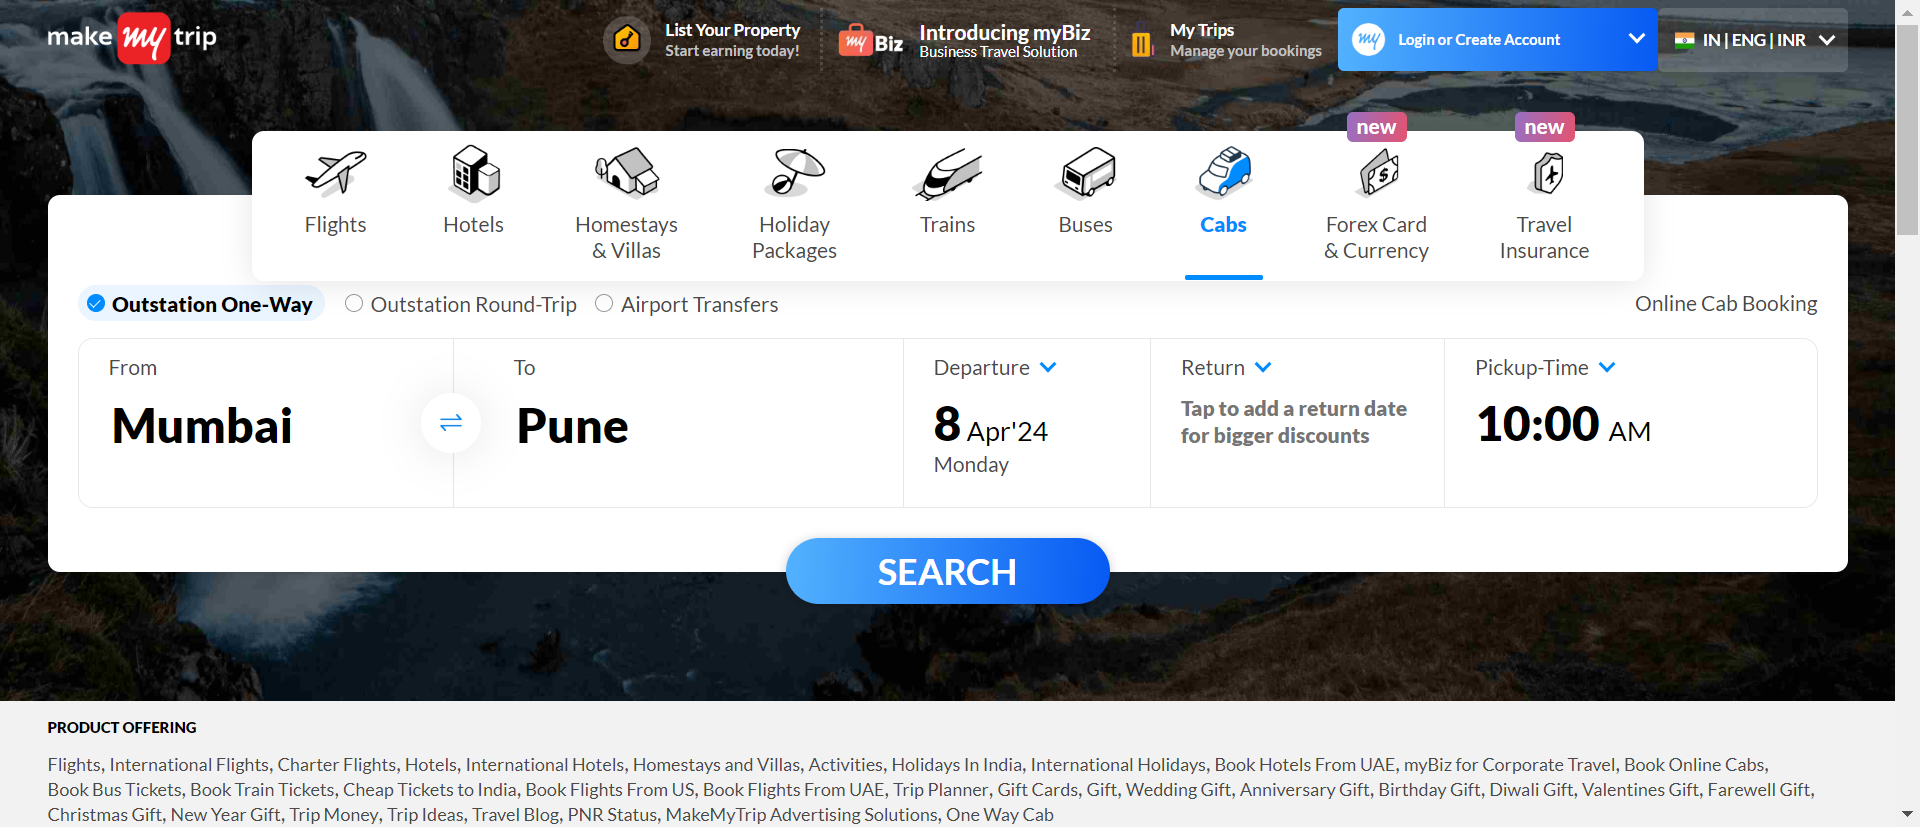 make my trip
List Your Property
Start earning today!
my Biz
Introducing myBiz
Business Travel Solution
My Trips
Manage your bookings
my Login or Create Account
IN | ENG | INR
new
new
Flights
Hotels
Homestays
& Villas
Holiday
Packages
Trains
Buses
Cabs
Forex Card
& Currency
Travel
Insurance
Outstation One-Way
Outstation Round-Trip
Airport Transfers
Online Cab Booking
From
Mumbai
To
Pune
Departure
8 Apr'24
Monday
Return
Tap to add a return date
for bigger discounts
Pickup-Time
10:00 AM
SEARCH
PRODUCT OFFERING
Flights, International Flights, Charter Flights, Hotels, International Hotels, Homestays and Villas, Activities, Holidays In India, International Holidays, Book Hotels From UAE, myBiz for Corporate Travel, Book Online Cabs,
Book Bus Tickets, Book Train Tickets, Cheap Tickets to India, Book Flights From US, Book Flights From UAE, Trip Planner, Gift Cards, Gift, Wedding Gift, Anniversary Gift, Birthday Gift, Diwali Gift, Valentines Gift, Farewell Gift,
Christmas Gift, New Year Gift, Trip Money, Trip Ideas, Travel Blog, PNR Status, MakeMyTrip Advertising Solutions, One Way Cab